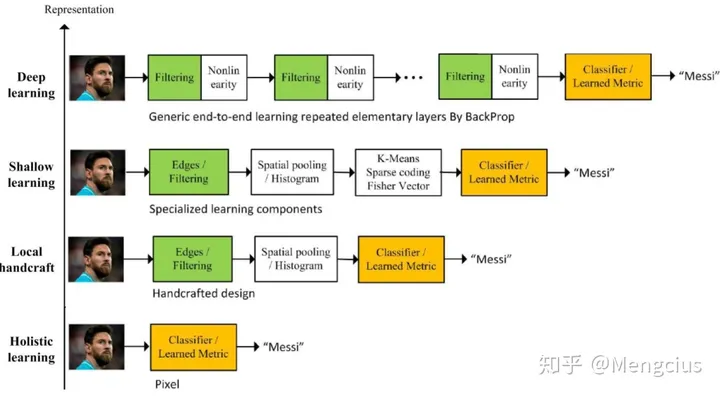 Representation
Deep
learning
Filtering
Nonlin
earity
Filtering
Nonlin
earity
Filtering
Nonlin
earity
Classifier /
Learned Metric
“Messi”
Generic end-to-end learning repeated elementary layers By BackProp
Shallow
learning
Edges /
Filtering
Spatial pooling
/ Histogram
K-Means
Sparse coding
Fisher Vector
Classifier /
Learned Metric
“Messi”
Specialized learning components
Local
handcraft
Edges /
Filtering
Spatial pooling
/ Histogram
Classifier /
Learned Metric
“Messi”
Handcrafted design
Holistic
learning
Classifier /
Learned Metric
“Messi”
Pixel
知乎 @Mengcius